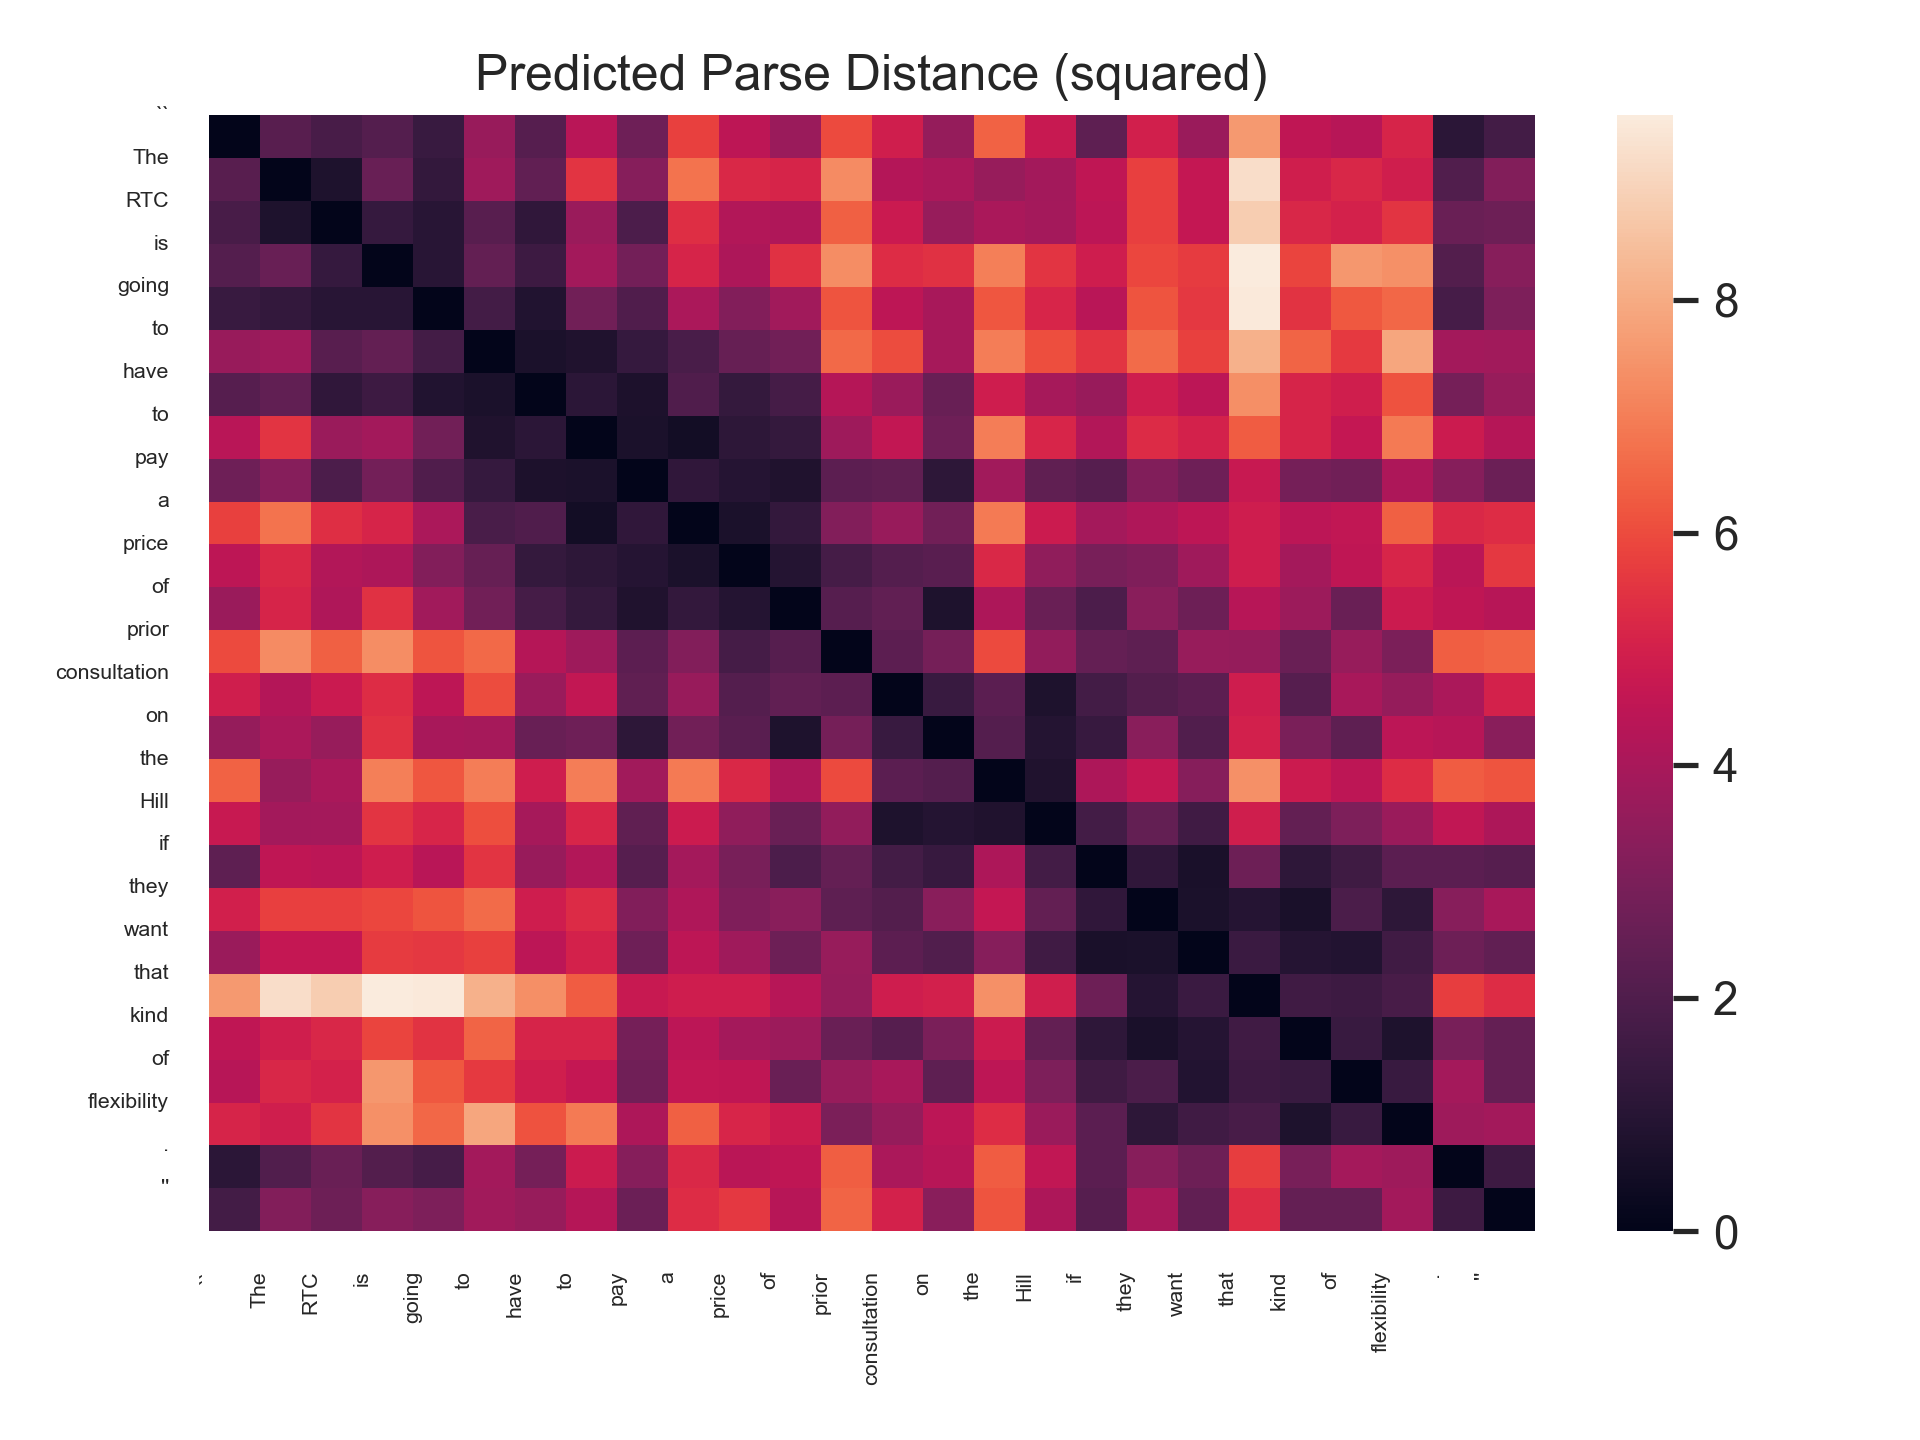 Predicted Parse Distance (squared)
``
The
RTC
is
going
to
have
to
pay
a
price
of
prior
consultation
on
the
Hill
if
they
want
that
kind
of
flexibility
.
''
8
6
4
2
0
``
The
RTC
is
going
to
have
to
pay
a
price
of
prior
consultation
on
the
Hill
if
they
want
that
kind
of
flexibility
.
''